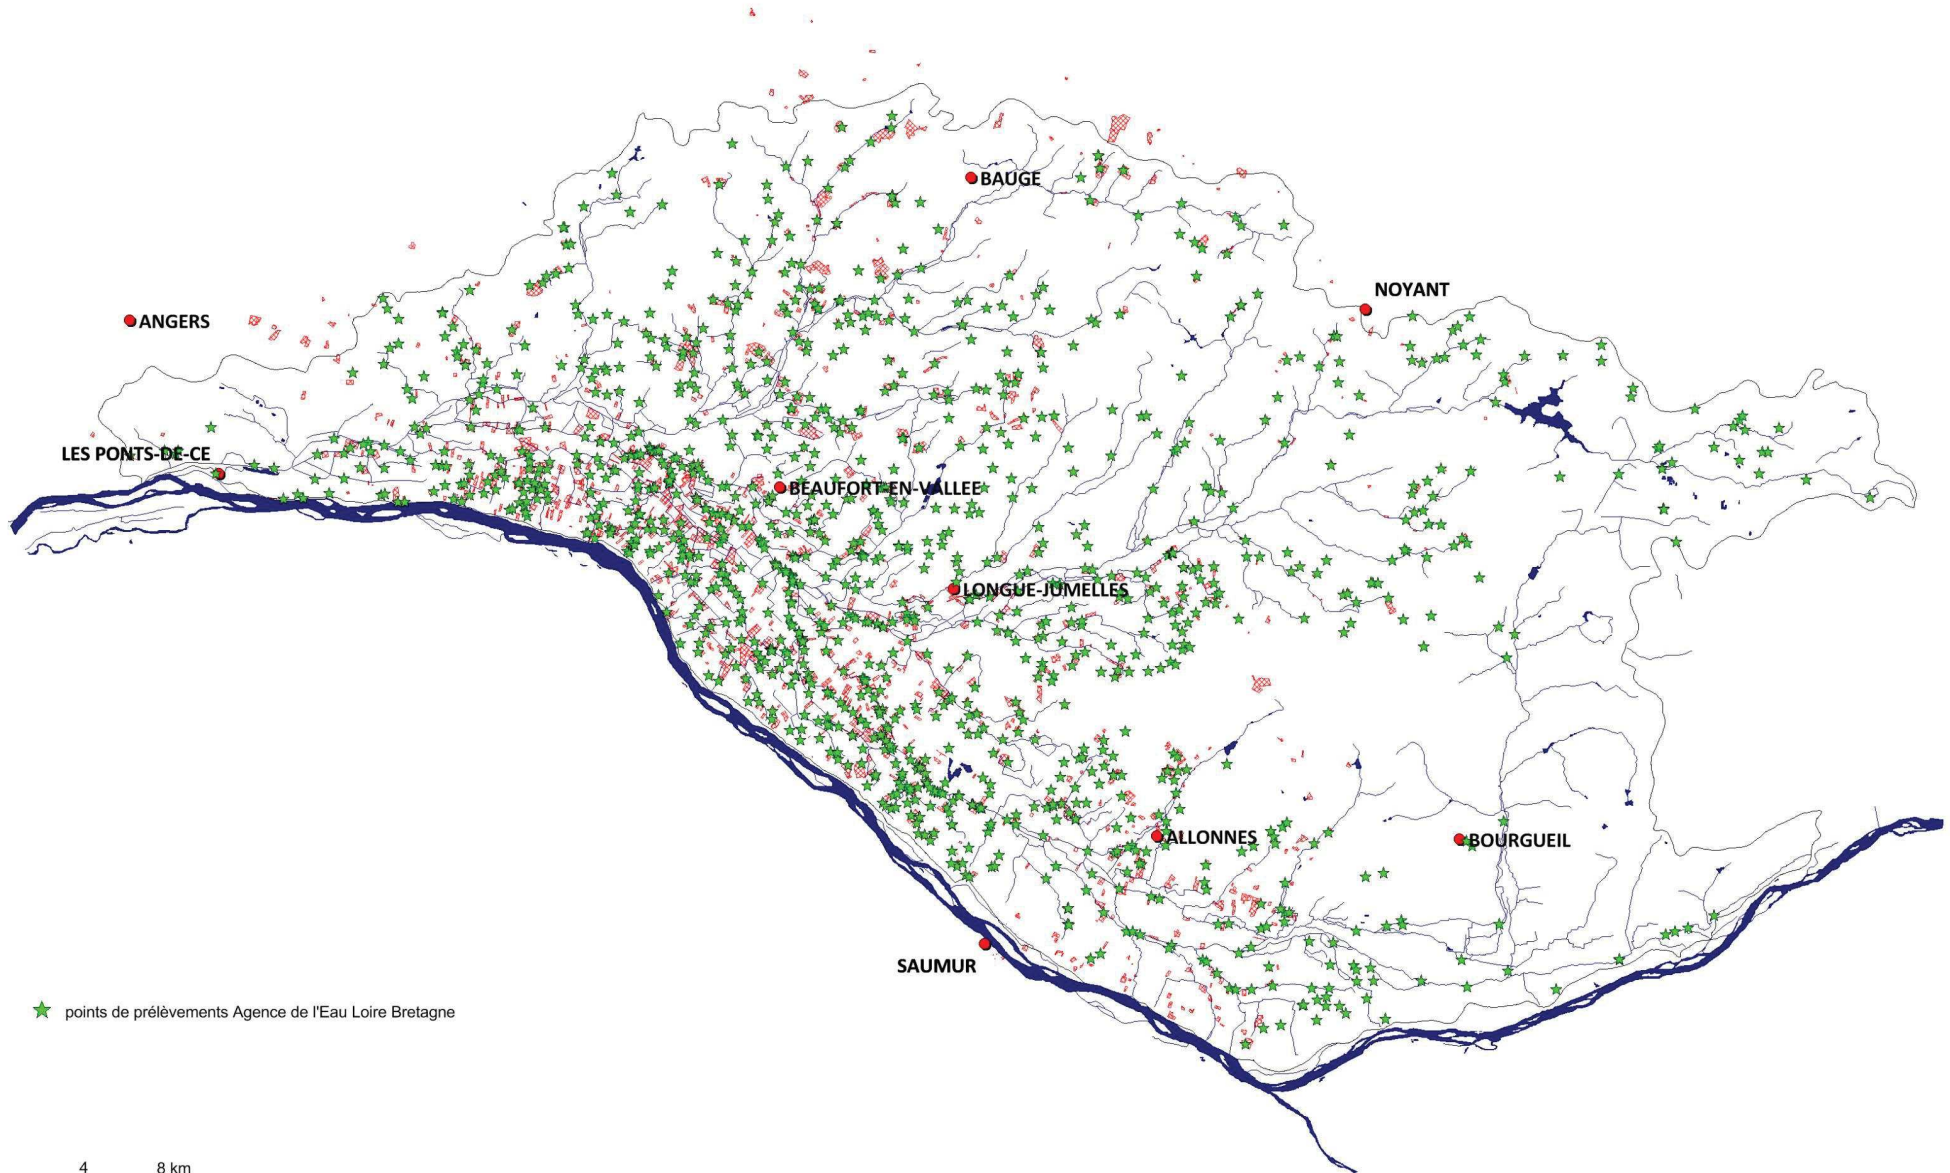 BAUGE
NOYANT
ANGERS
LES PONTS-DE-CE
BEAUFORT-EN-VALLEE
LONGUE-JUMELLES
ALLONNES
BOURGUEIL
SAUMUR
points de prélèvements Agence de l'Eau Loire Bretagne
4 8 km